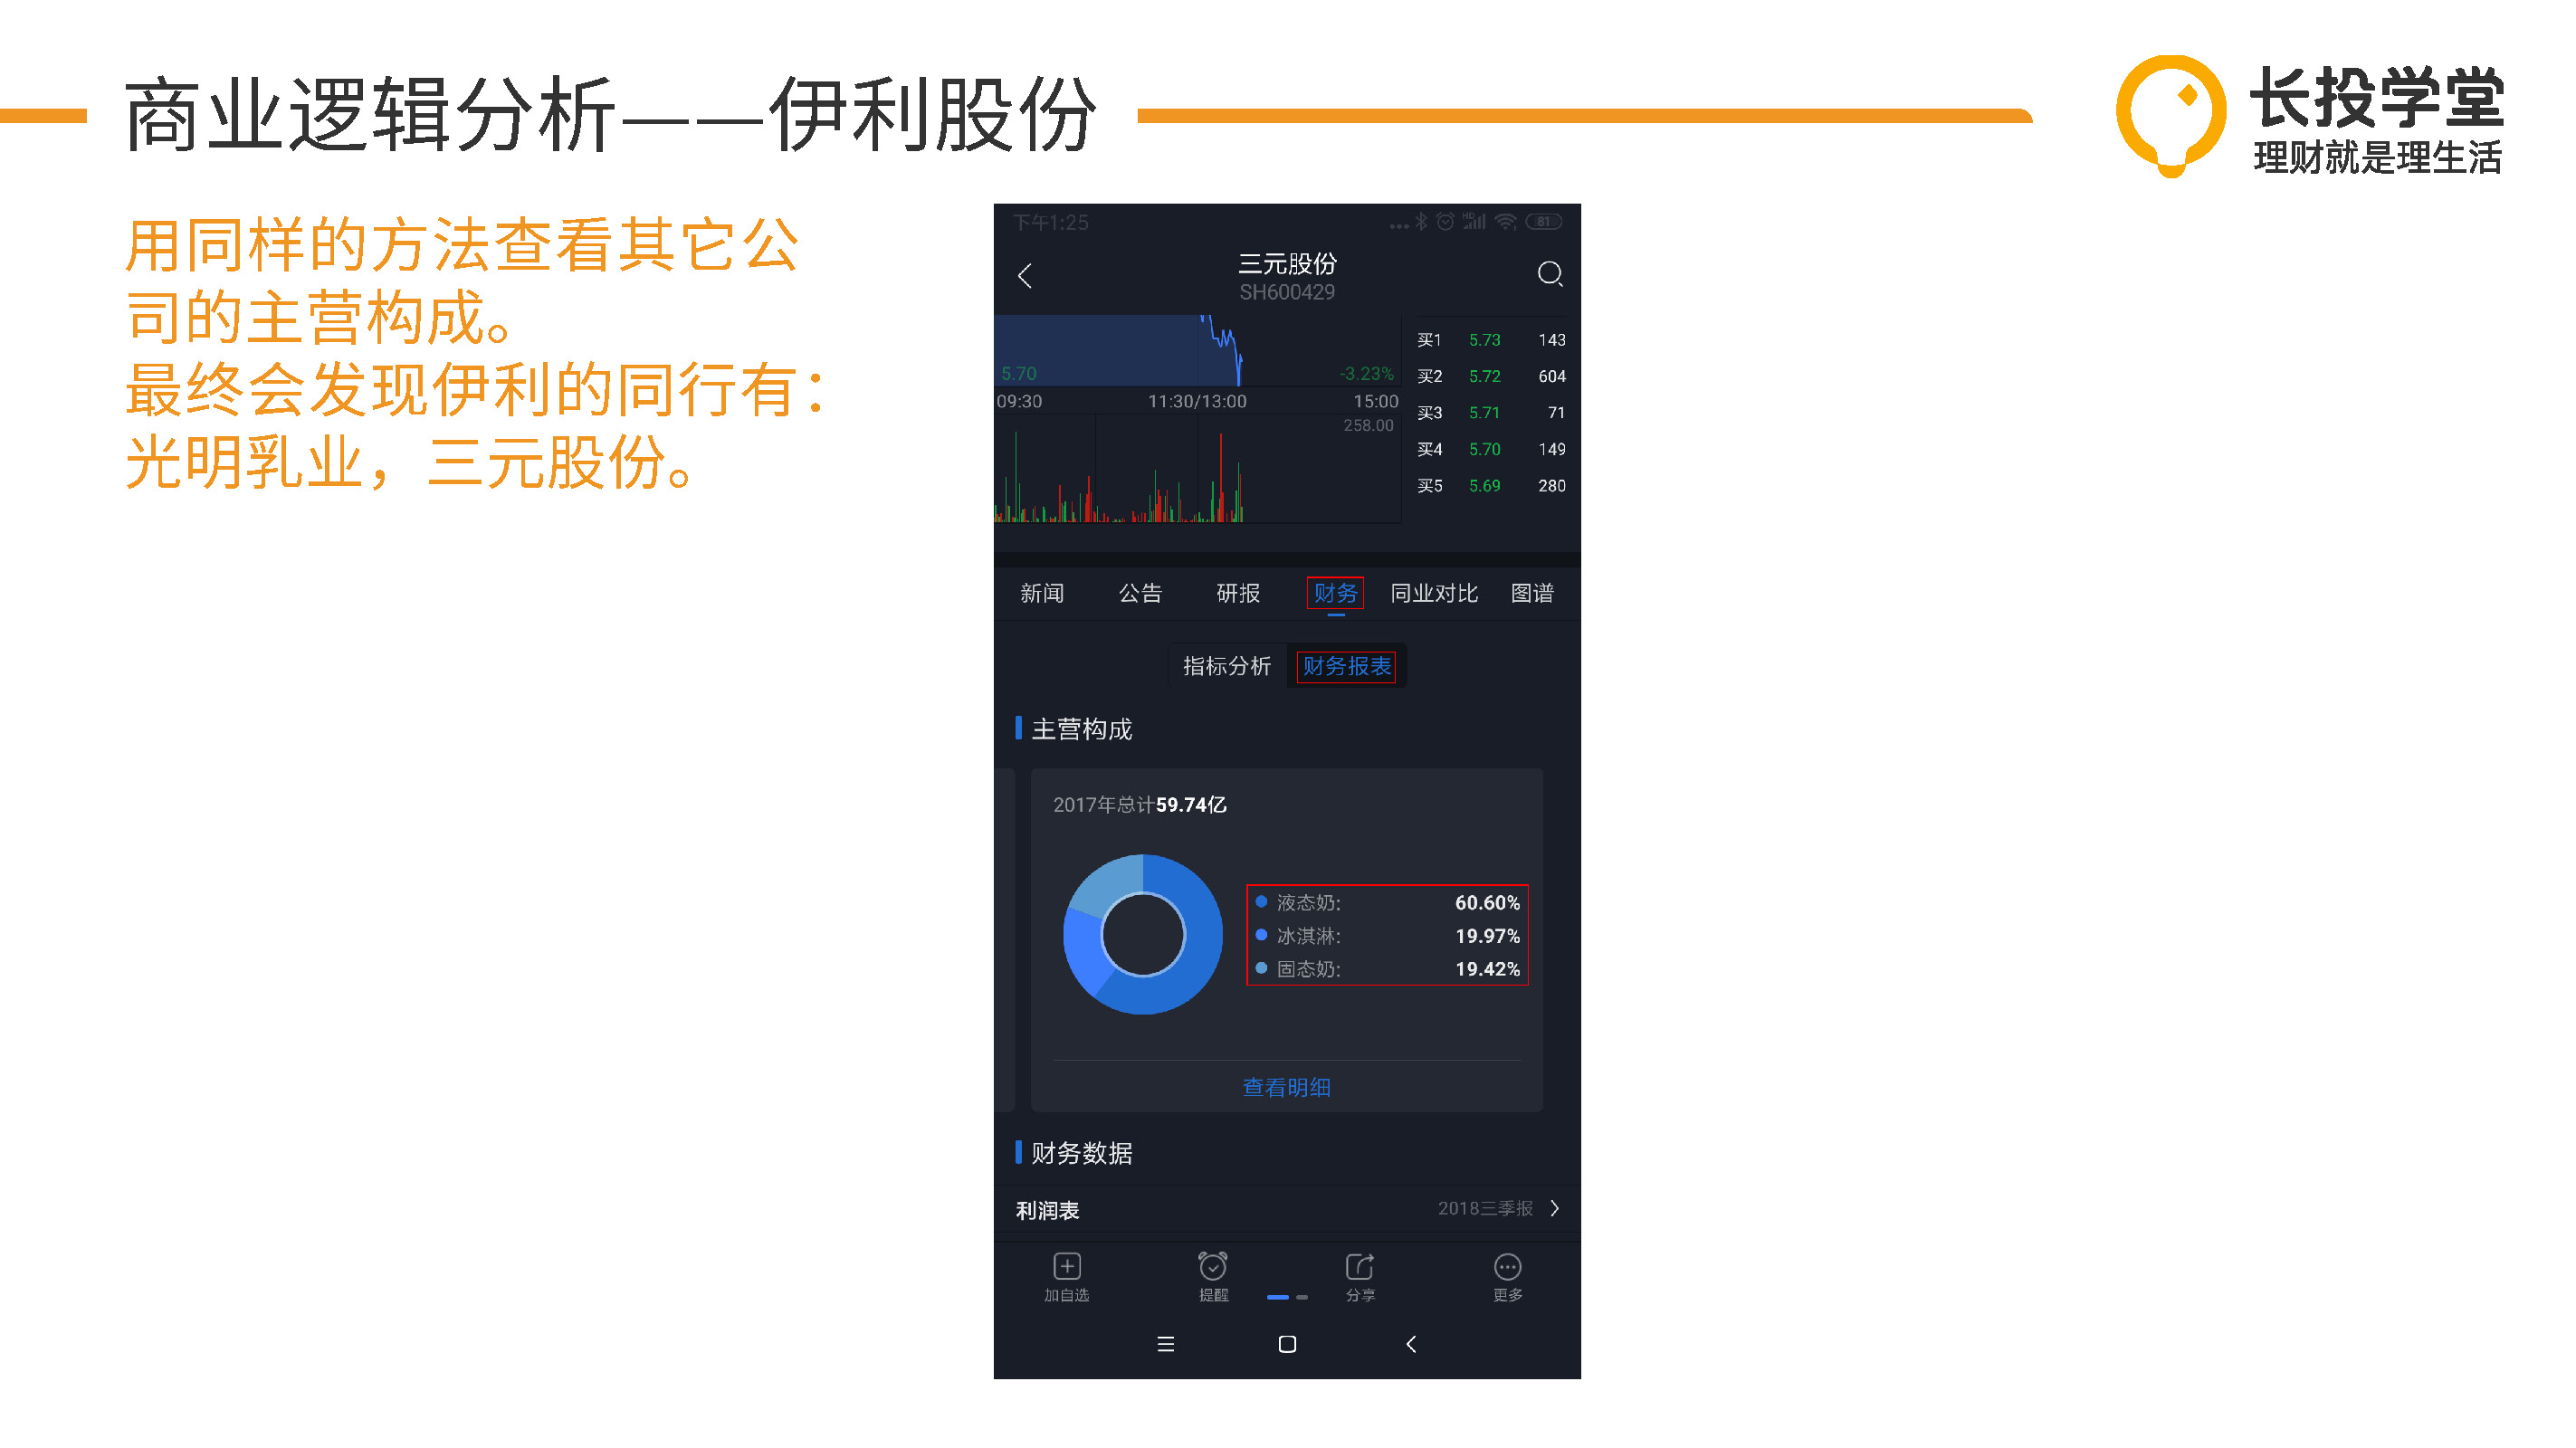 商业逻辑分析——伊利股份
长投学堂
理财就是理生活
用同样的方法查看其它公
司的主营构成。
最终会发现伊利的同行有：
光明乳业，三元股份。
下午1:25
HD
81
三元股份
SH600429
5.70
-3.23%
09:30
11:30/13:00
15:00
258.00
买1 5.73 143
买2 5.72 604
买3 5.71 71
买4 5.70 149
买5 5.69 280
新闻 公告 研报 财务 同业对比 图谱
指标分析 财务报表
主营构成
2017年总计59.74亿
液态奶: 60.60%
冰淇淋: 19.97%
固态奶: 19.42%
查看明细
财务数据
利润表 2018三季报
加自选 提醒 分享 更多